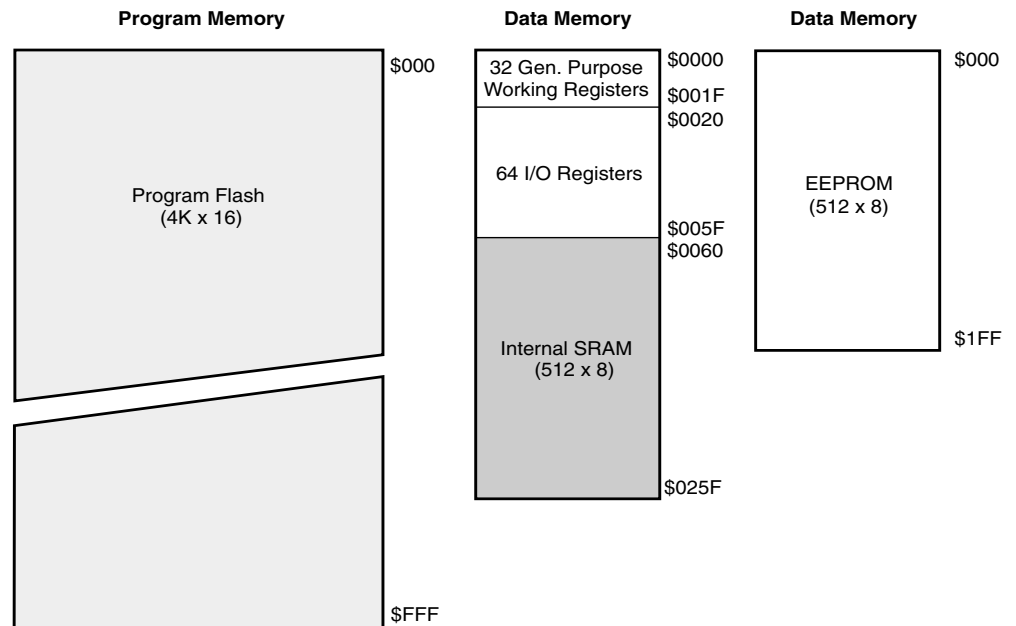 Program Memory
$000
Program Flash
(4K x 16)
$FFF
Data Memory
32 Gen. Purpose
Working Registers
$0000
$001F
$0020
64 I/O Registers
$005F
$0060
Internal SRAM
(512 x 8)
$025F
Data Memory
$000
EEPROM
(512 x 8)
$1FF